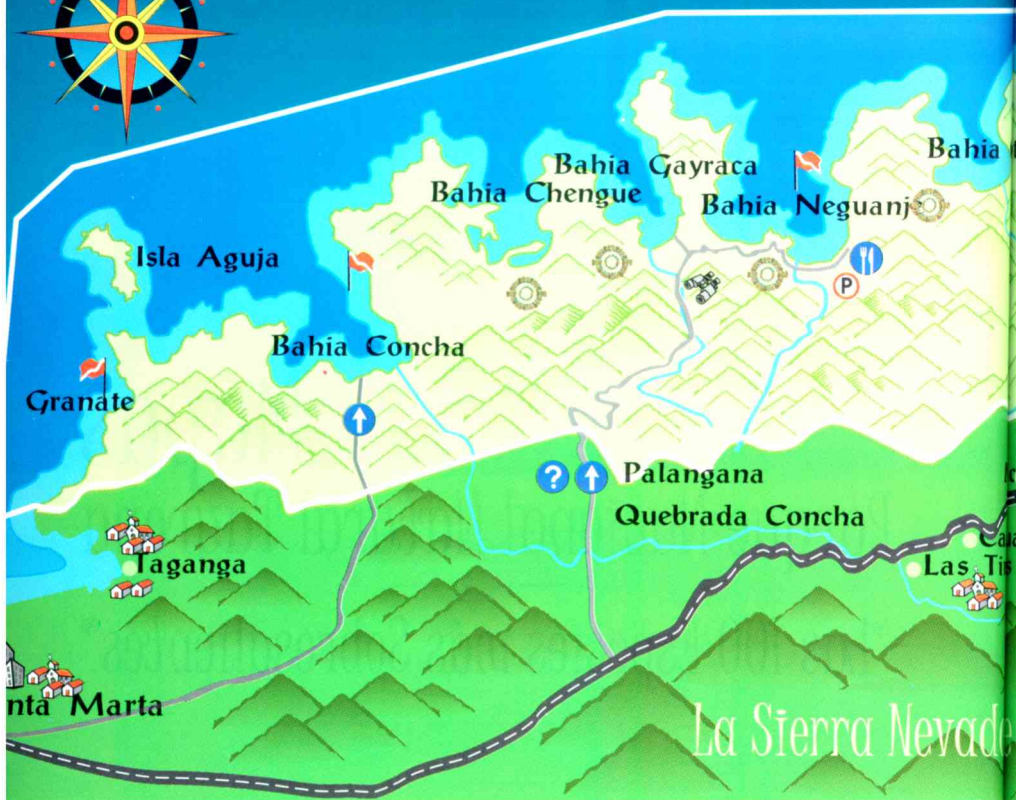 Bahia
Bahia Gayraca
Bahia Chengue
Bahia Neguanje
Isla Aguja
Bahia Concha
Granate
P
?
Palangana
Quebrada Concha
Taganga
Las
nta Marta
La Sierra Nevade